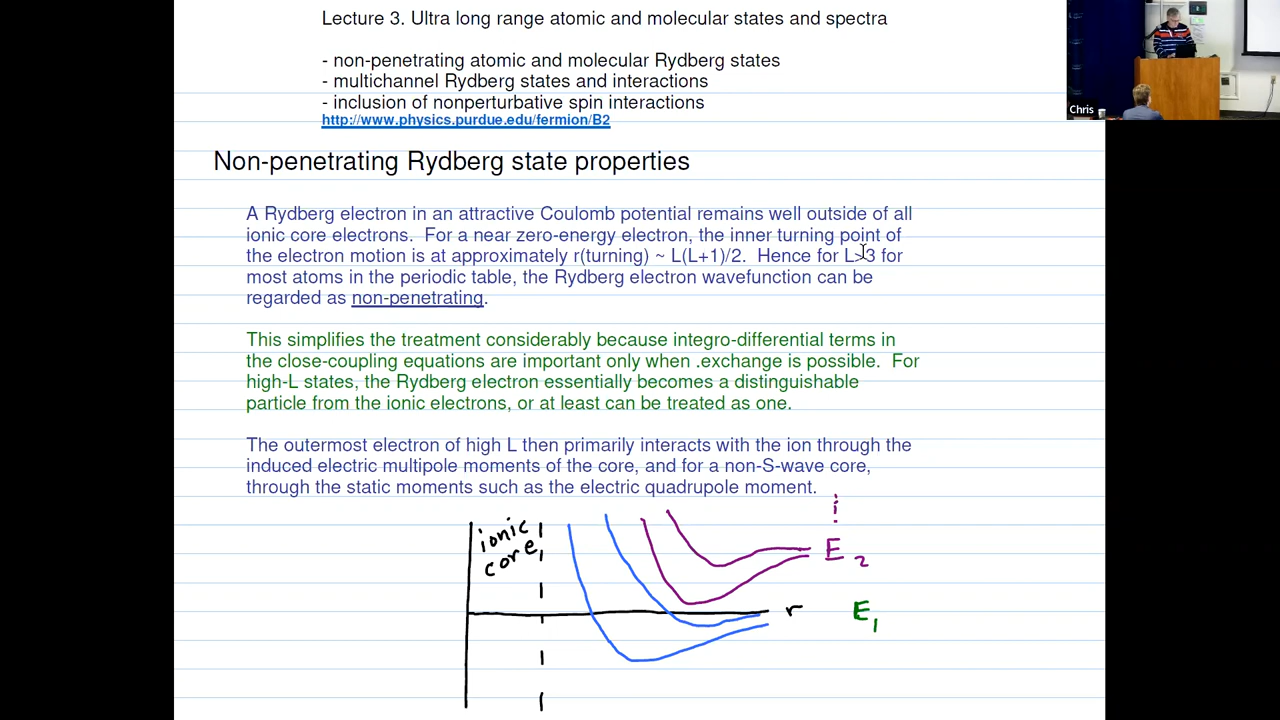 Lecture 3. Ultra long range atomic and molecular states and spectra
- non-penetrating atomic and molecular Rydberg states
- multichannel Rydberg states and interactions
- inclusion of nonperturbative spin interactions
http://www.physics.purdue.edu/fermion/B2
Chris
Non-penetrating Rydberg state properties
A Rydberg electron in an attractive Coulomb potential remains well outside of all
ionic core electrons. For a near zero-energy electron, the inner turning point of
the electron motion is at approximately r(turning) ~ L(L+1)/2. Hence for L>3 for
most atoms in the periodic table, the Rydberg electron wavefunction can be
regarded as non-penetrating.
This simplifies the treatment considerably because integro-differential terms in
the close-coupling equations are important only when .exchange is possible. For
high-L states, the Rydberg electron essentially becomes a distinguishable
particle from the ionic electrons, or at least can be treated as one.
The outermost electron of high L then primarily interacts with the ion through the
induced electric multipole moments of the core, and for a non-S-wave core,
through the static moments such as the electric quadrupole moment.
ionic
core
E2
r
E1